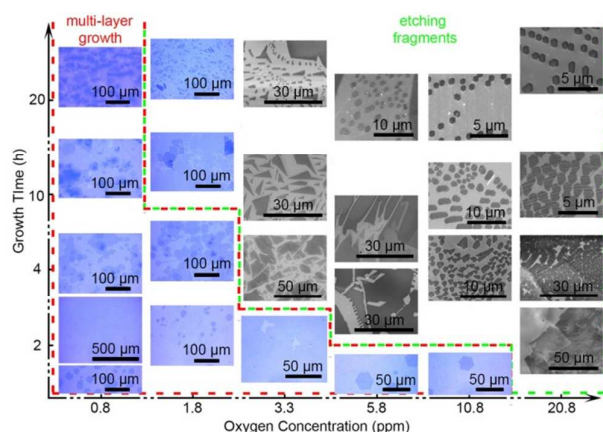 multi-layer
growth
etching
fragments
Growth Time (h)
20
10
4
2
100 µm
100 µm
30 µm
10 µm
5 µm
5 µm
100 µm
100 µm
30 µm
30 µm
10 µm
5 µm
100 µm
100 µm
50 µm
30 µm
10 µm
30 µm
500 µm
100 µm
50 µm
50 µm
50 µm
50 µm
100 µm
0.8
1.8
3.3
5.8
10.8
20.8
Oxygen Concentration (ppm)